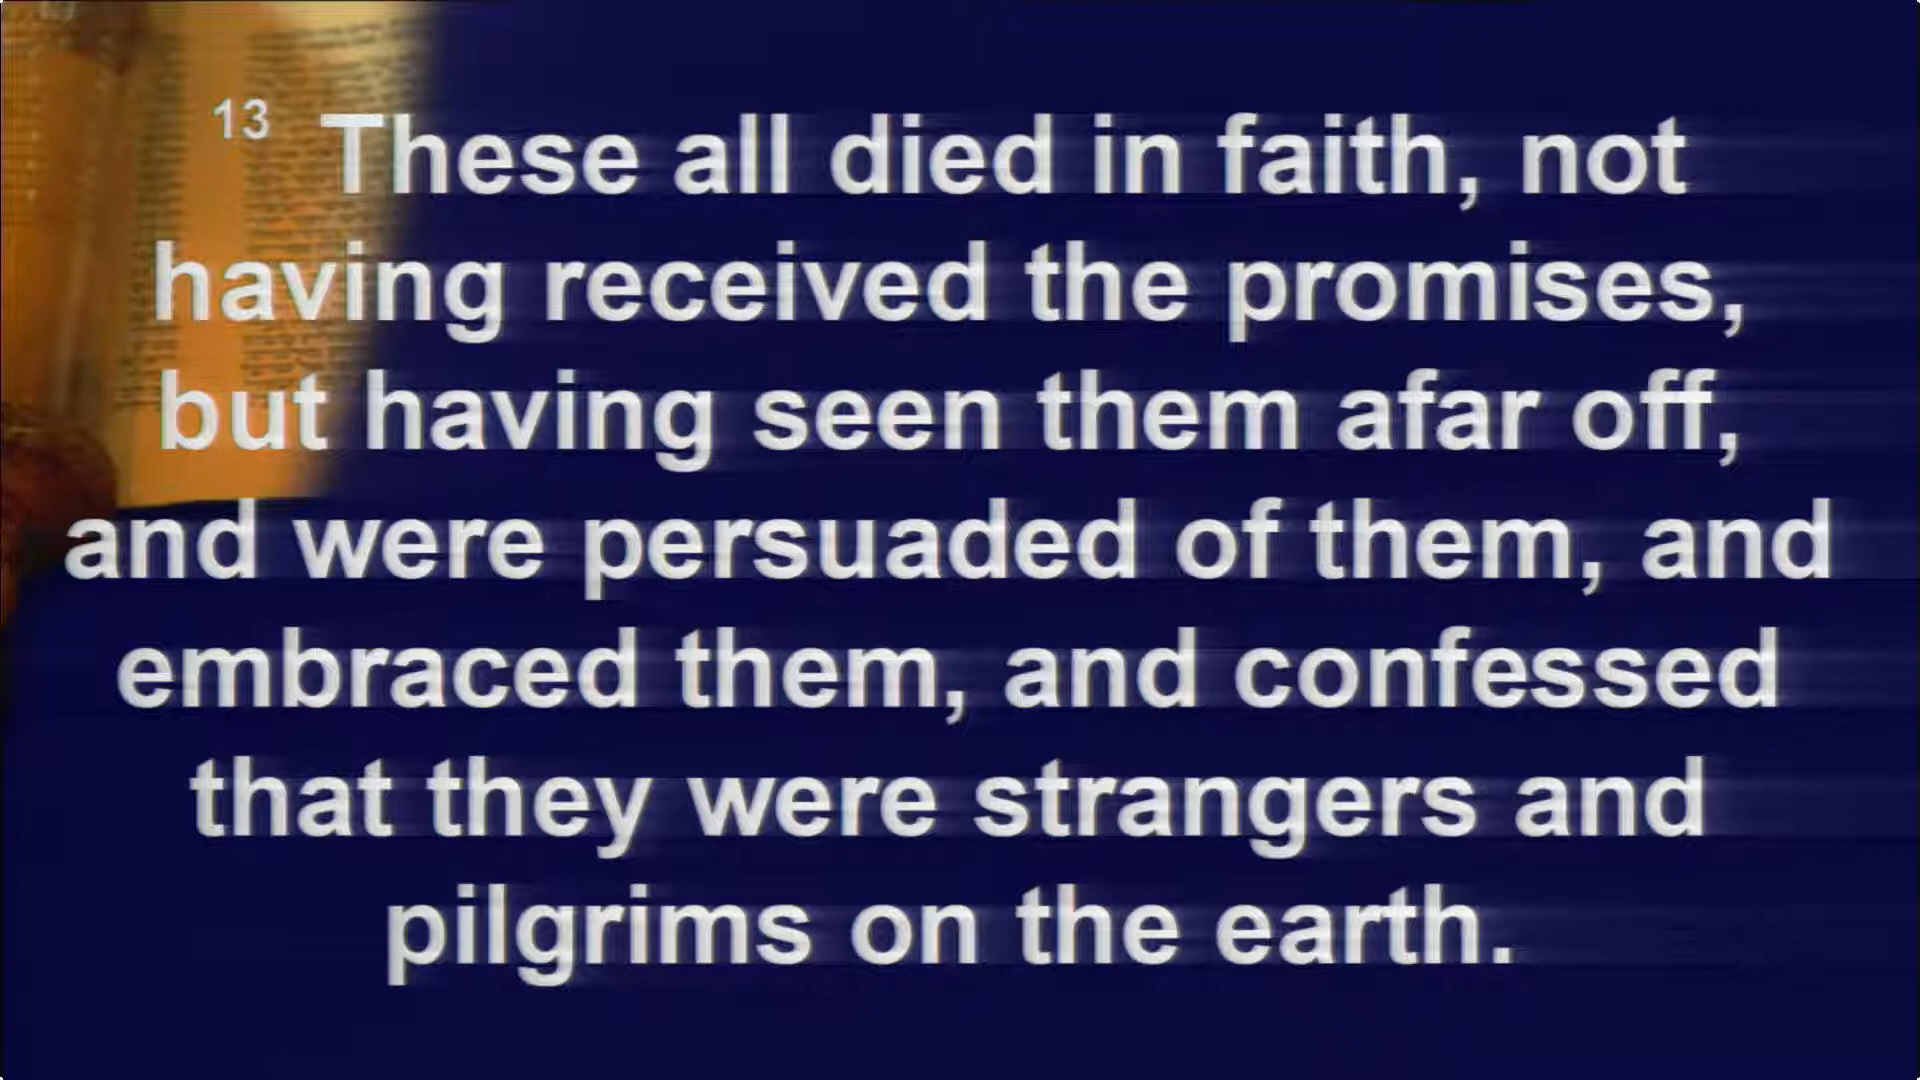 13 These all died in faith, not
having received the promises,
but having seen them afar off,
and were persuaded of them, and
embraced them, and confessed
that they were strangers and
pilgrims on the earth.